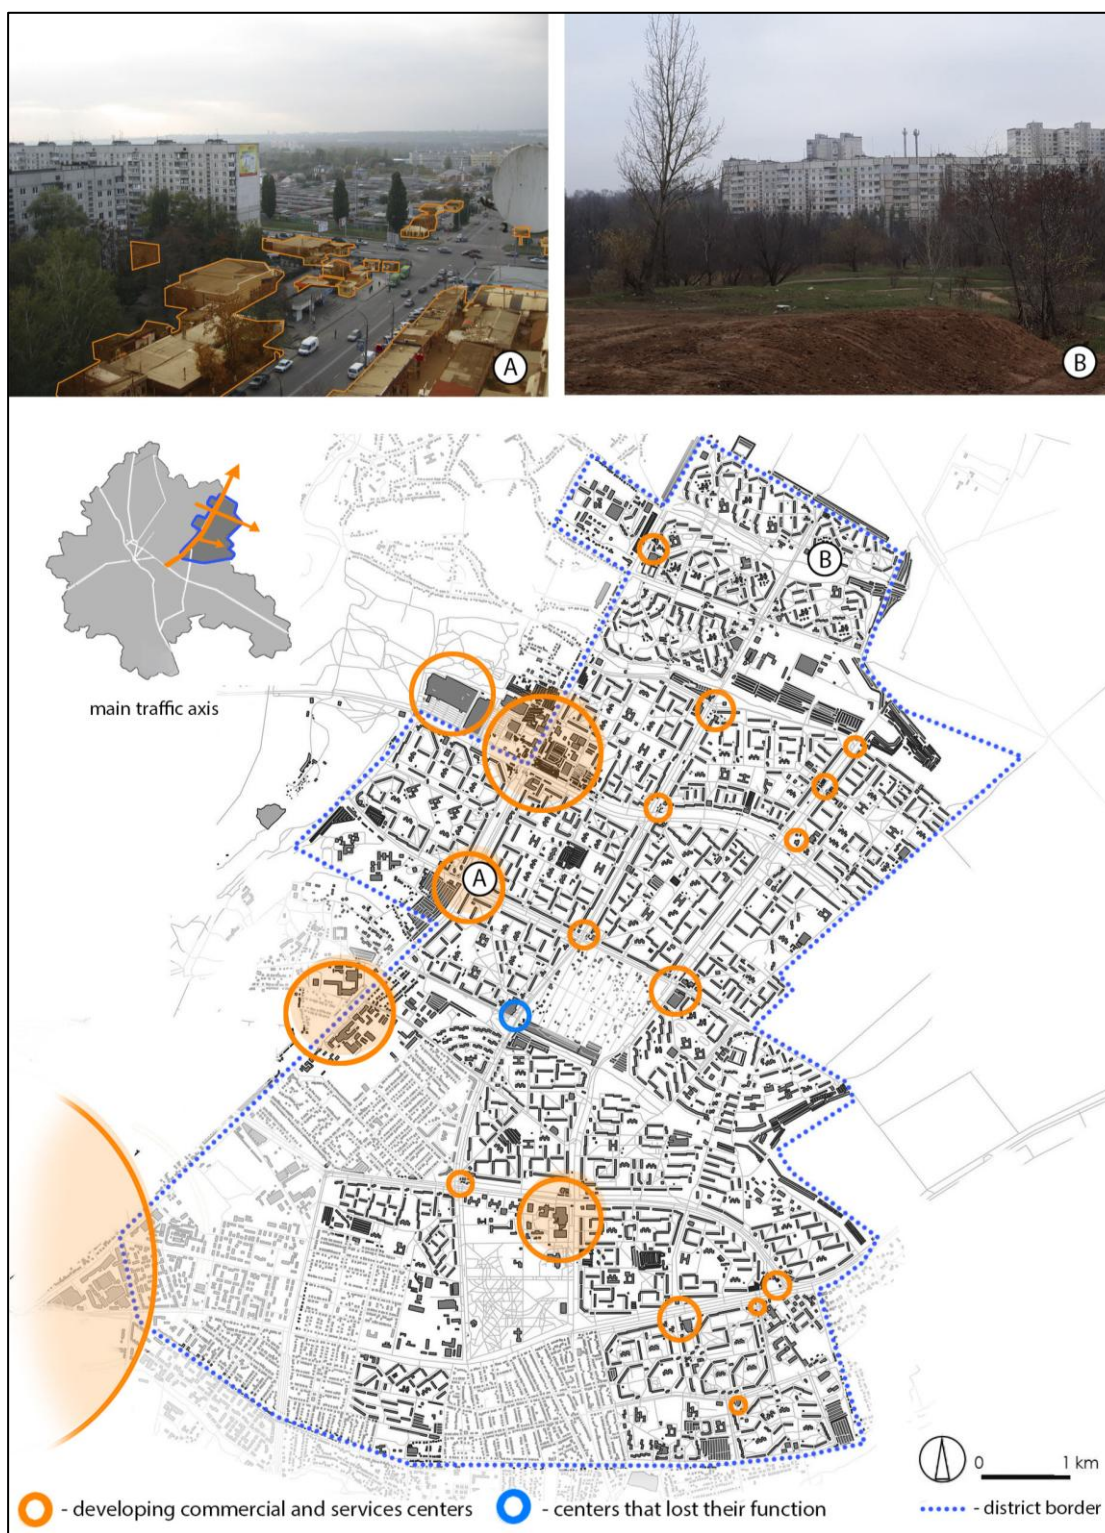 A
B
main traffic axis
B
A
0 1 km
- developing commercial and services centers
- centers that lost their function
- district border